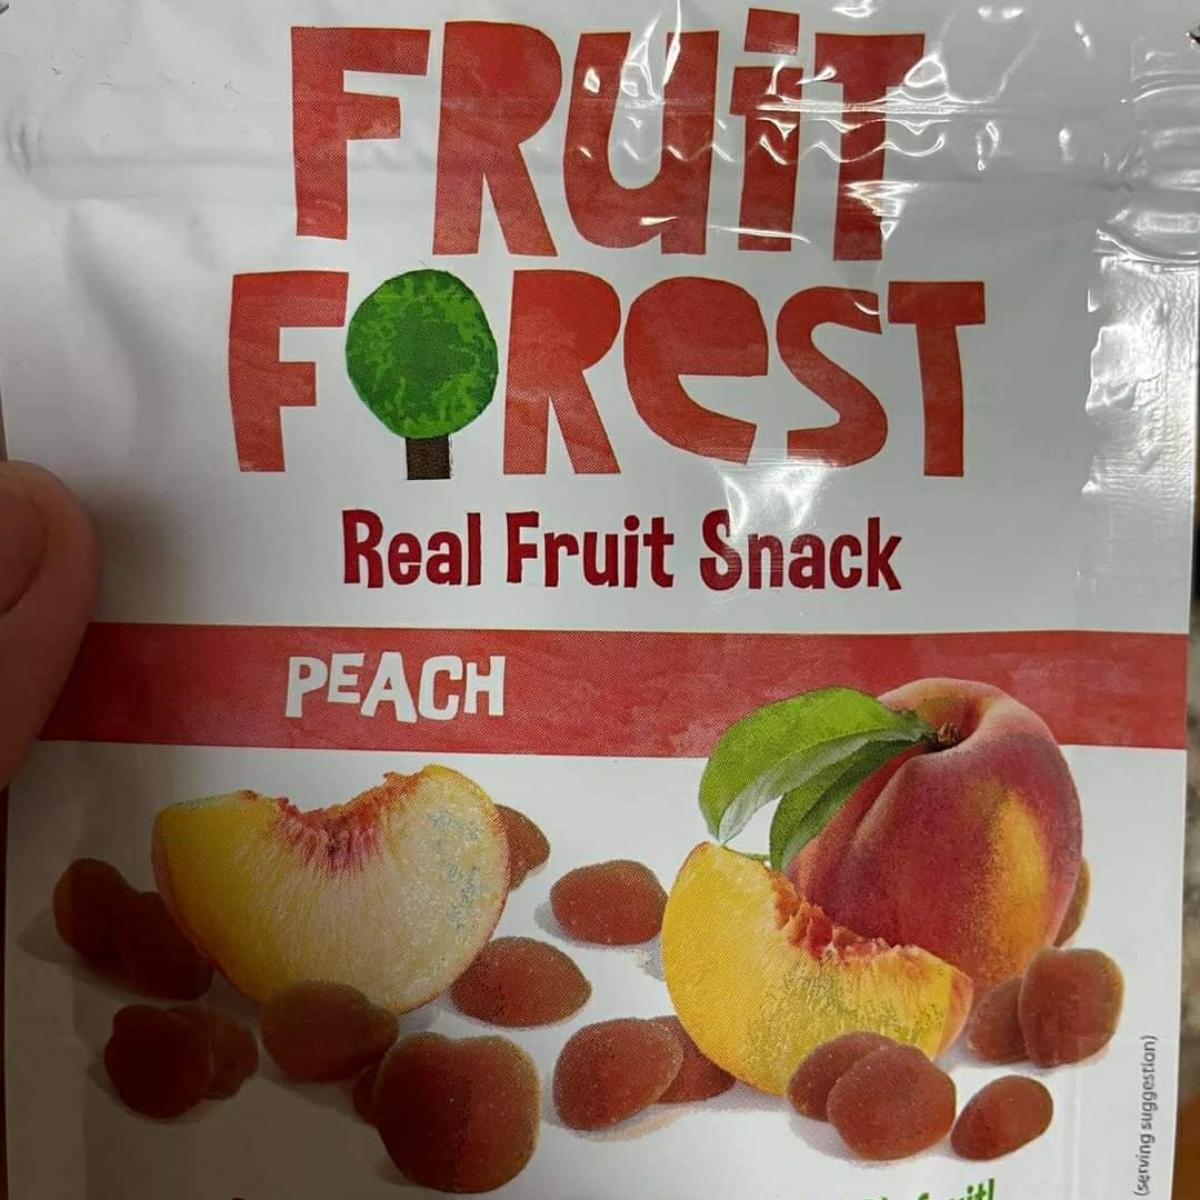 FRUIT
FOREST
Real Fruit Snack
PEACH
(serving suggestion)